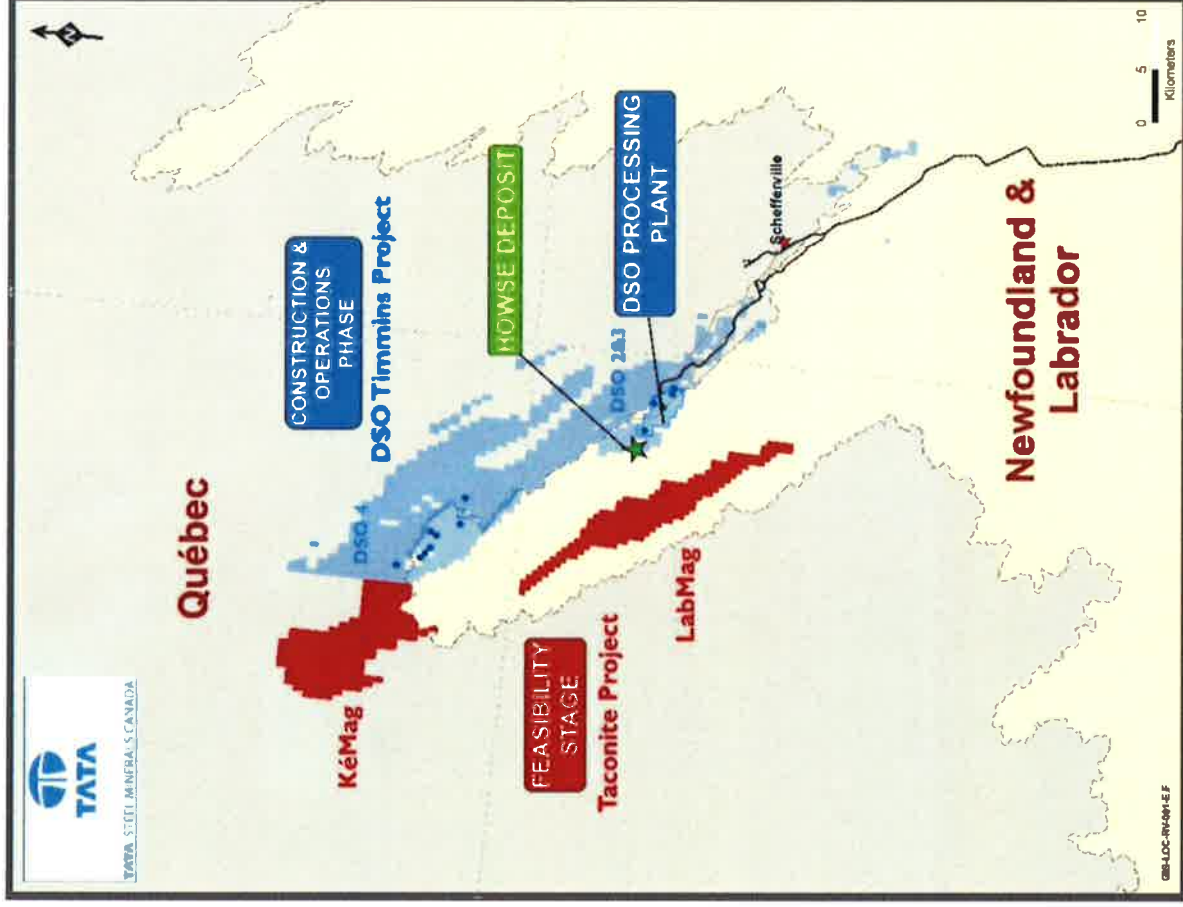 TATA
TATA STEEL MINERALS CANADA
N
Québec
CONSTRUCTION &
OPERATIONS
PHASE
DSO Timmins Project
KéMag
DSO 4
HOWSE DEPOSIT
FEASIBILITY
STAGE
Taconite Project
LabMag
DSO 2&3
DSO PROCESSING
PLANT
Schefferville
Newfoundland &
Labrador
0 5 10
Kilometers